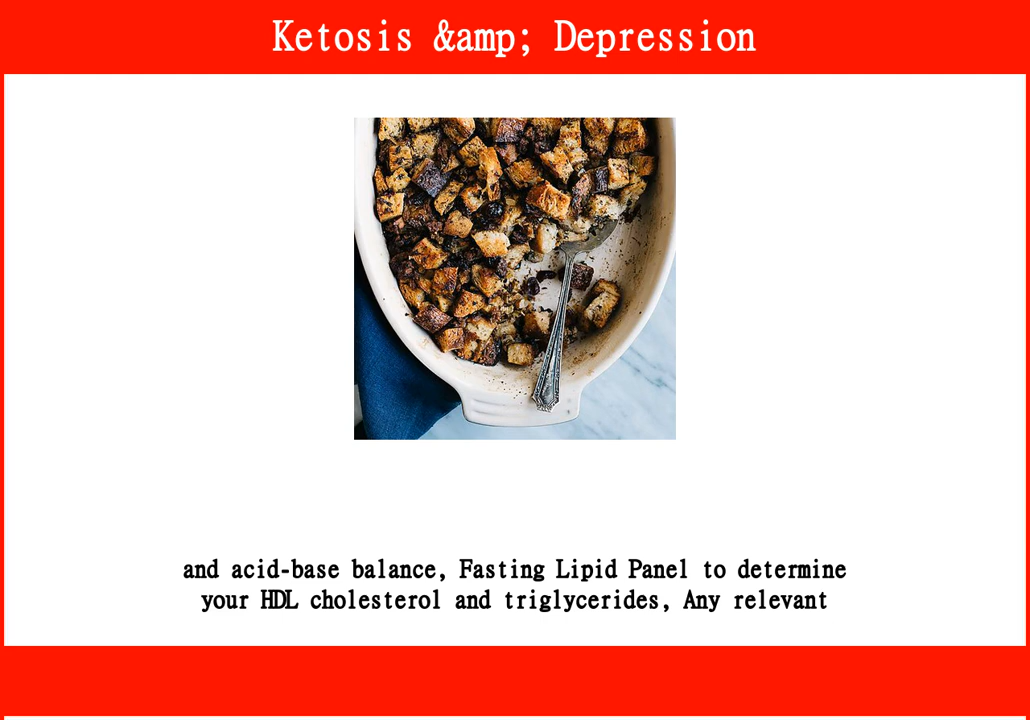 Ketosis &amp; Depression
and acid-base balance, Fasting Lipid Panel to determine
your HDL cholesterol and triglycerides, Any relevant